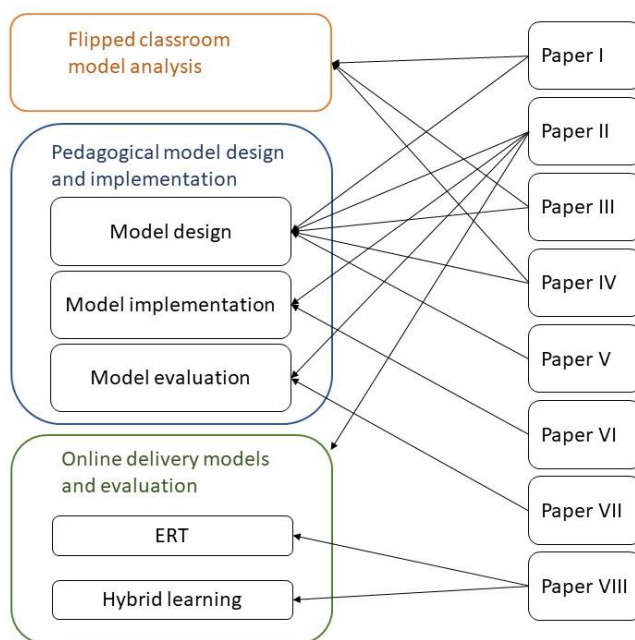 Flipped classroom
model analysis
Pedagogical model design
and implementation
Model design
Model implementation
Model evaluation
Online delivery models
and evaluation
ERT
Hybrid learning
Paper I
Paper II
Paper III
Paper IV
Paper V
Paper VI
Paper VII
Paper VIII